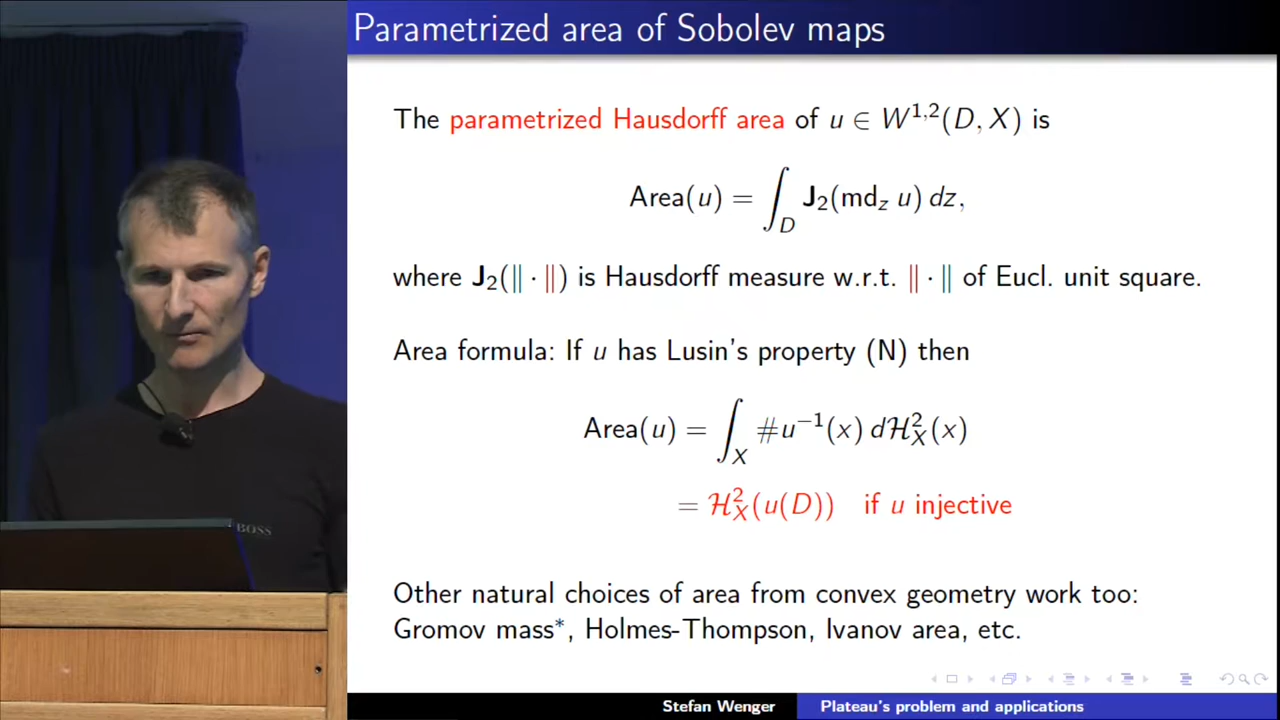 Parametrized area of Sobolev maps
The parametrized Hausdorff area of u ∈ W^{1,2}(D, X) is
Area(u) = ∫_D J₂(md_z u) dz,
where J₂(‖ · ‖) is Hausdorff measure w.r.t. ‖ · ‖ of Eucl. unit square.
Area formula: If u has Lusin's property (N) then
Area(u) = ∫_X #u⁻¹(x) dℋ²_X(x)
= ℋ²_X(u(D)) if u injective
BOSS
Other natural choices of area from convex geometry work too:
Gromov mass*, Holmes-Thompson, Ivanov area, etc.
Stefan Wenger Plateau's problem and applications